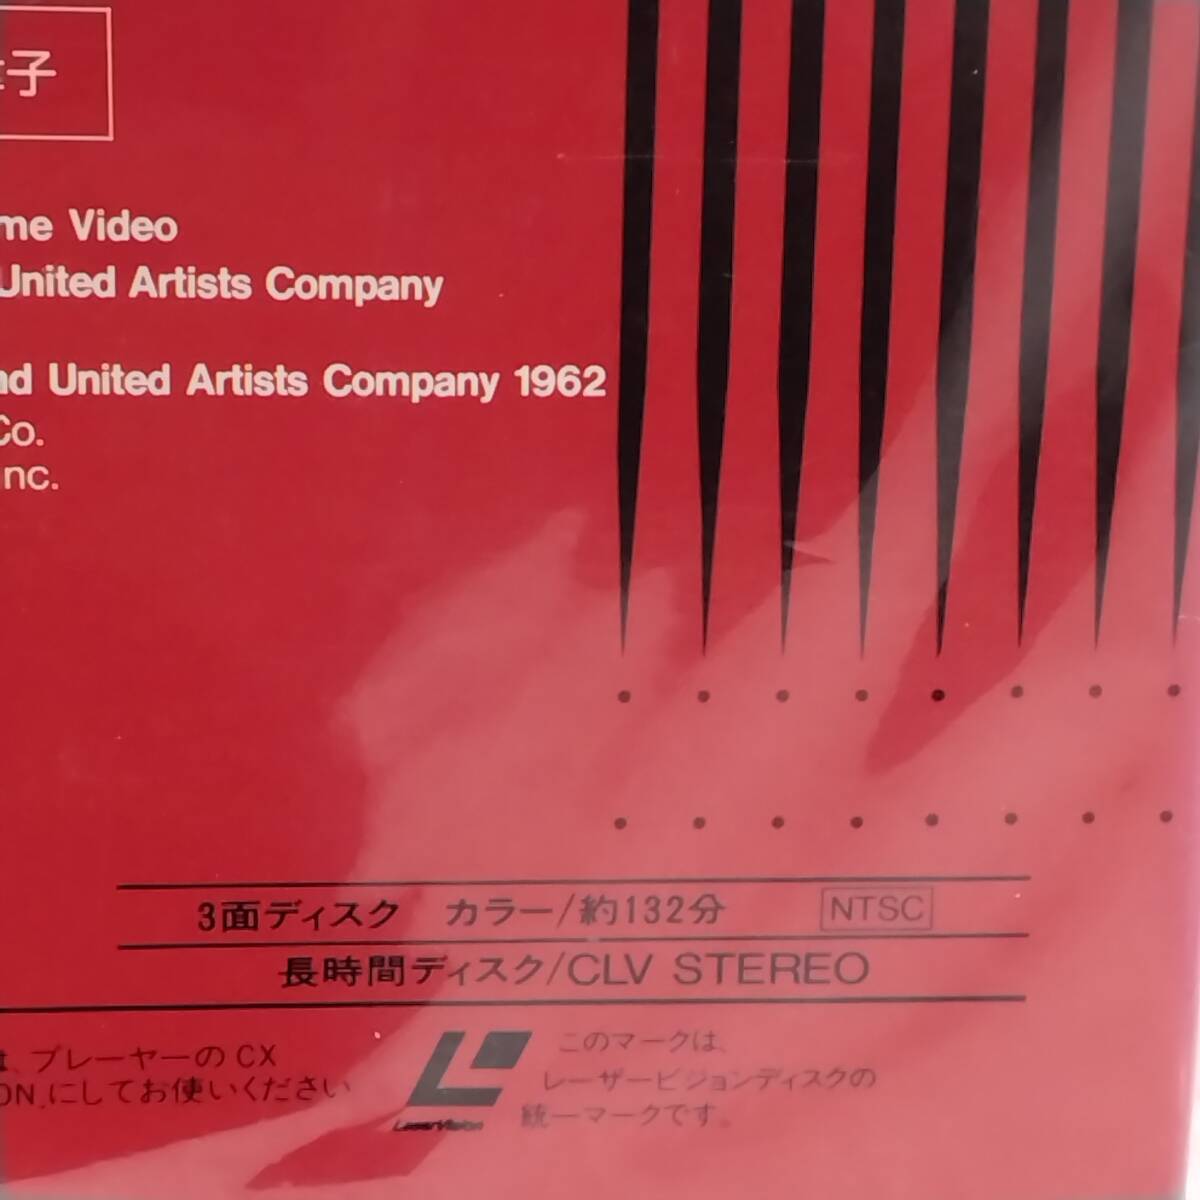 子
me Video
United Artists Company
nd United Artists Company 1962
Co.
nc.
3面ディスク カラー/約132分 NTSC
長時間ディスク/CLV STEREO
は、プレーヤーのCX
ON にしてお使いください
LaserVision
このマークは、
レーザービジョンディスクの
統一マークです。